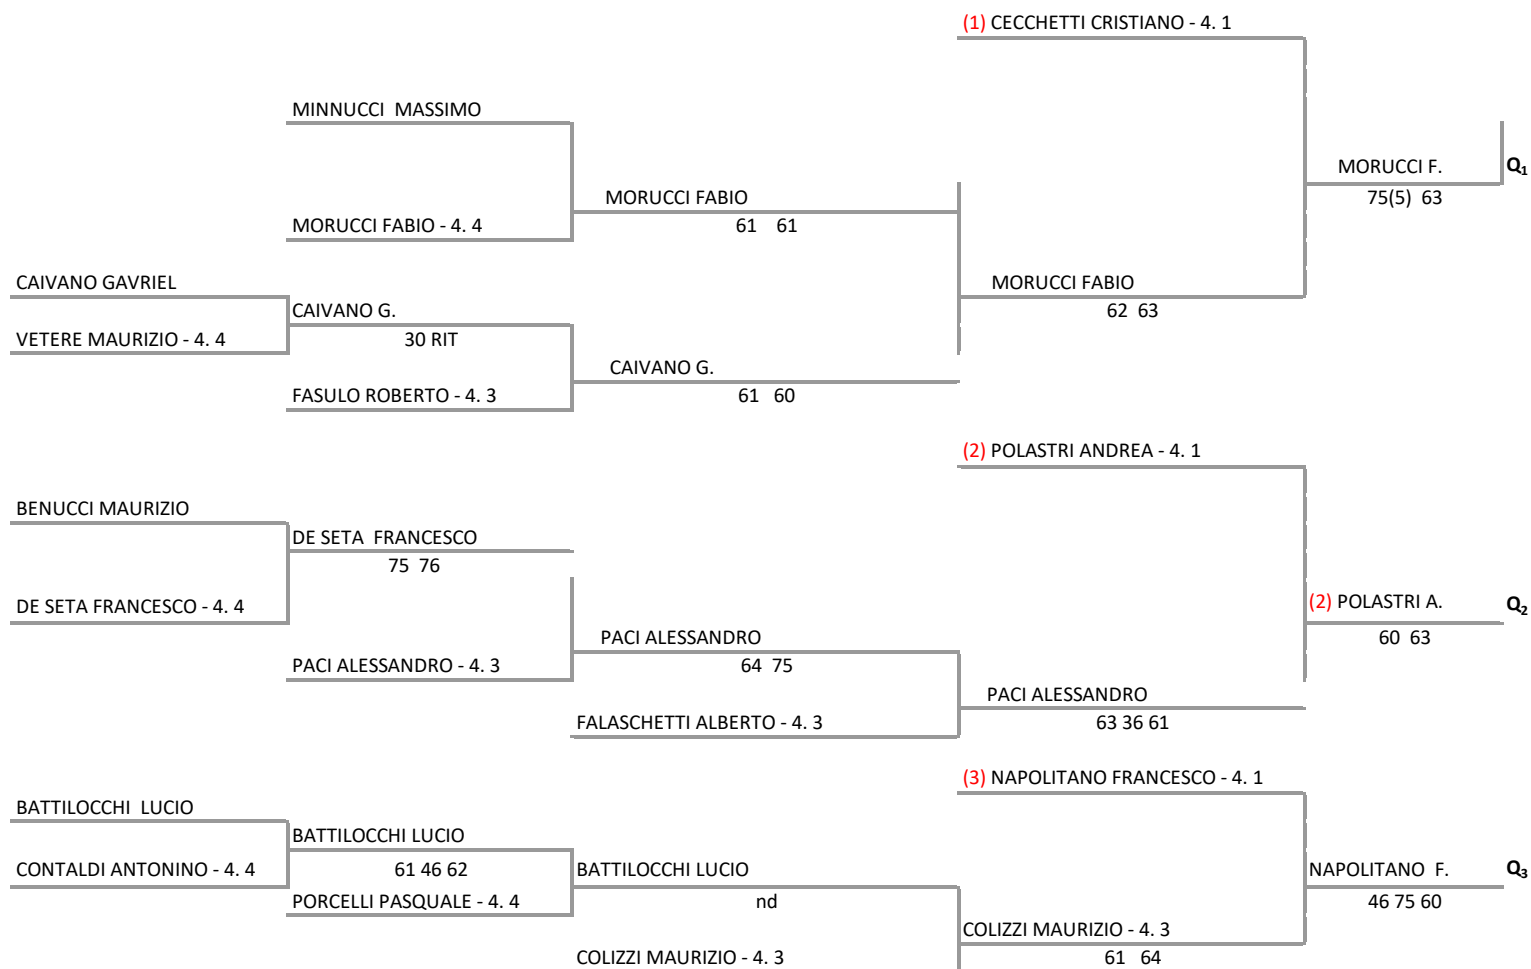 (1) CECCHETTI CRISTIANO - 4. 1
MINNUCCI  MASSIMO
MORUCCI F.
Q1
MORUCCI FABIO
75(5)  63
MORUCCI FABIO - 4. 4
61    61
CAIVANO GAVRIEL
MORUCCI FABIO
CAIVANO G.
62  63
VETERE MAURIZIO - 4. 4
30 RIT
CAIVANO G.
FASULO ROBERTO - 4. 3
61   60
(2) POLASTRI ANDREA - 4. 1
BENUCCI MAURIZIO
DE SETA  FRANCESCO
75  76
DE SETA FRANCESCO - 4. 4
(2) POLASTRI A.
Q2
PACI ALESSANDRO
60  63
PACI ALESSANDRO - 4. 3
64  75
PACI ALESSANDRO
FALASCHETTI ALBERTO - 4. 3
63 36 61
(3) NAPOLITANO FRANCESCO - 4. 1
BATTILOCCHI  LUCIO
BATTILOCCHI LUCIO
CONTALDI ANTONINO - 4. 4
61 46 62
BATTILOCCHI LUCIO
NAPOLITANO  F.
Q3
PORCELLI PASQUALE - 4. 4
nd
46 75 60
COLIZZI MAURIZIO - 4. 3
COLIZZI MAURIZIO - 4. 3
61   64